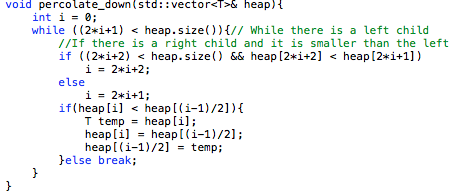 void percolate_down(std::vector<T>& heap){
    int i = 0;
    while ((2*i+1) < heap.size()){// While there is a left child
        //If there is a right child and it is smaller than the left
        if ((2*i+2) < heap.size() && heap[2*i+2] < heap[2*i+1])
            i = 2*i+2;
        else
            i = 2*i+1;
        if(heap[i] < heap[(i-1)/2]){
            T temp = heap[i];
            heap[i] = heap[(i-1)/2];
            heap[(i-1)/2] = temp;
        }else break;
    }
}